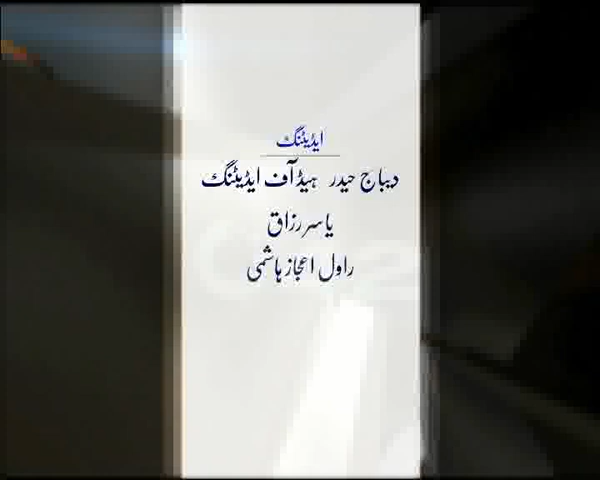 ایڈیٹنگ
دیباج حیدر ہیڈ آف ایڈیٹنگ
یاسر رزاق
راول اعجاز ہاشمی